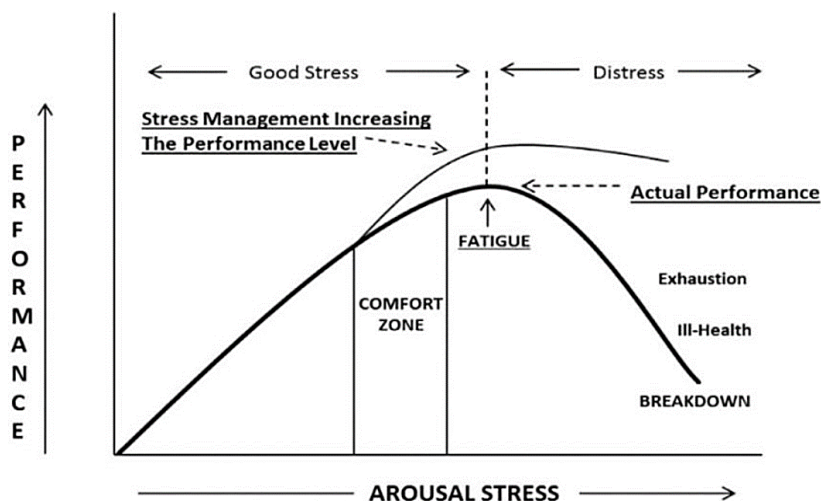 Good Stress
Distress
Stress Management Increasing
The Performance Level
PERFORMANCE
Actual Performance
FATIGUE
COMFORT
ZONE
Exhaustion
Ill-Health
BREAKDOWN
AROUSAL STRESS